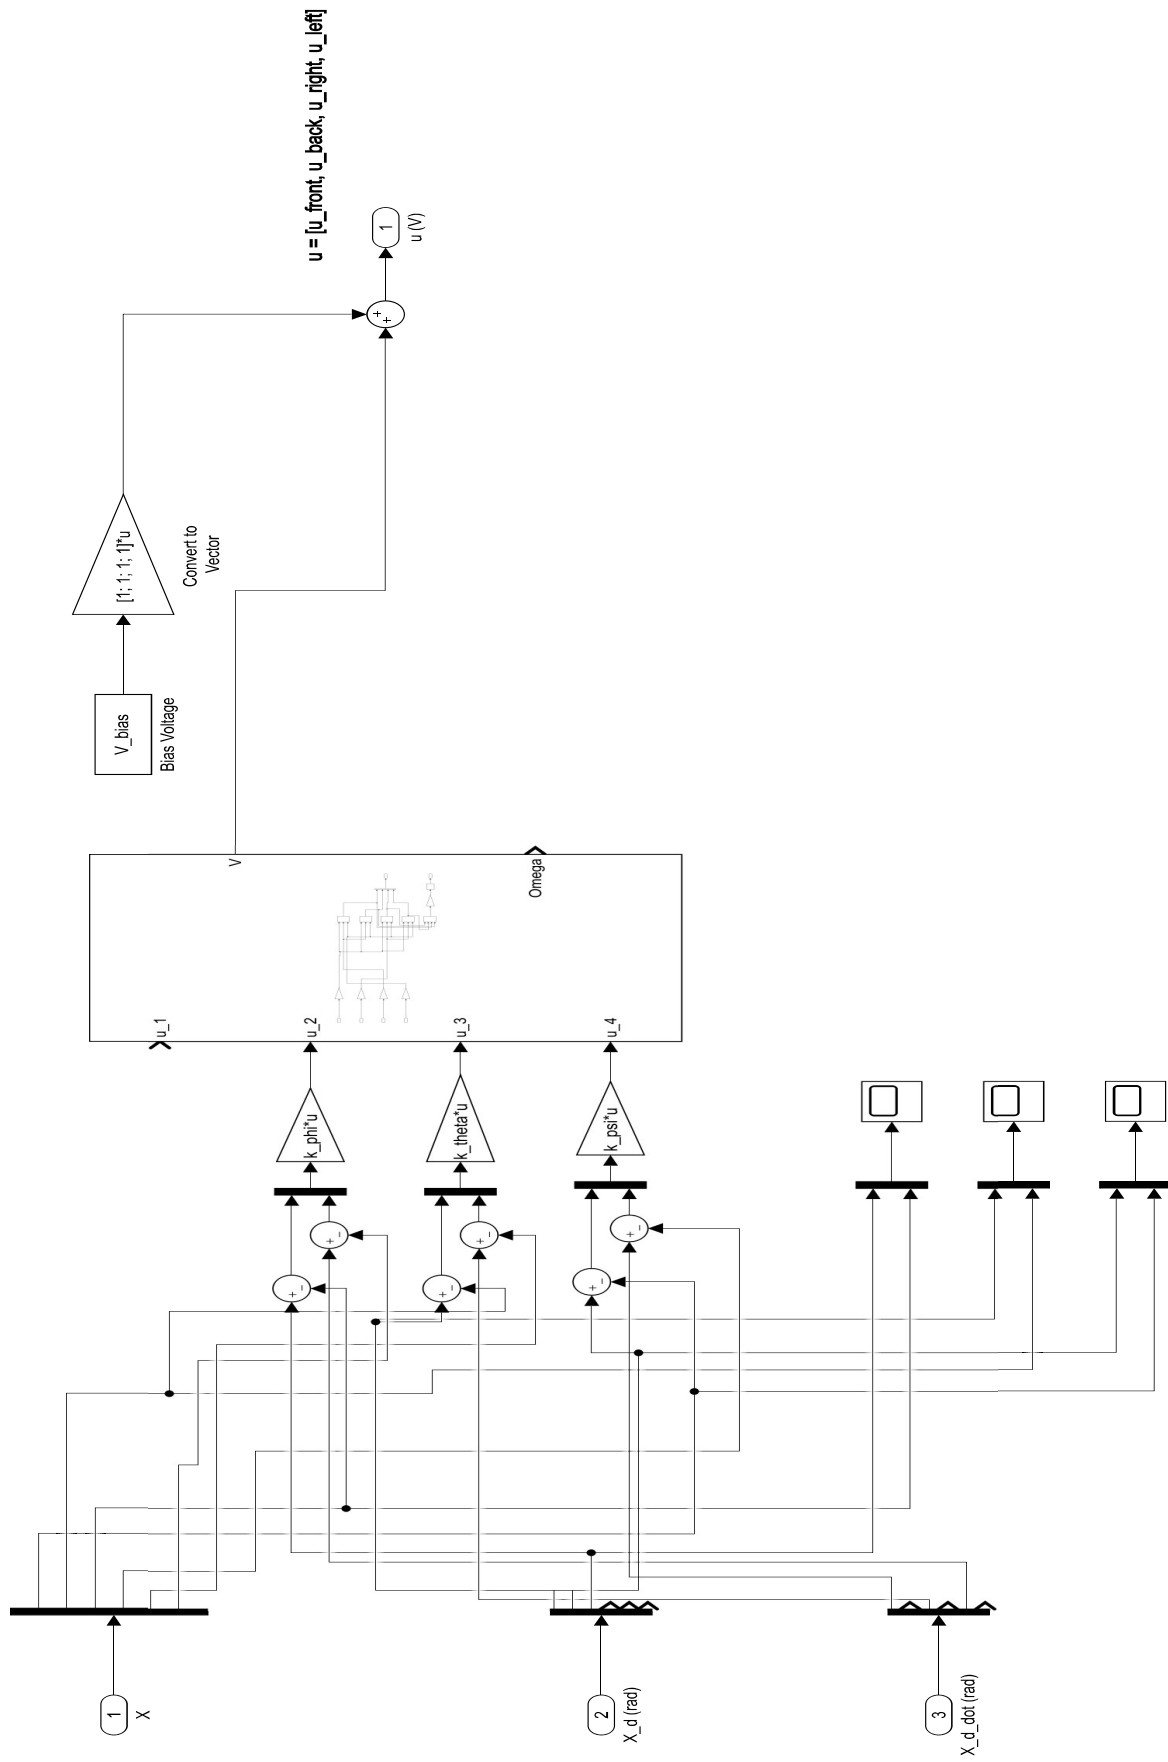 1
X
2
X_d (rad)
3
X_d_dot (rad)
k_phi*u
k_theta*u
k_psi*u
u_1
u_2
u_3
u_4
V
Omega
V_bias
Bias Voltage
[1; 1; 1; 1]*u
Convert to
Vector
1
u (V)
u = [u_front, u_back, u_right, u_left]